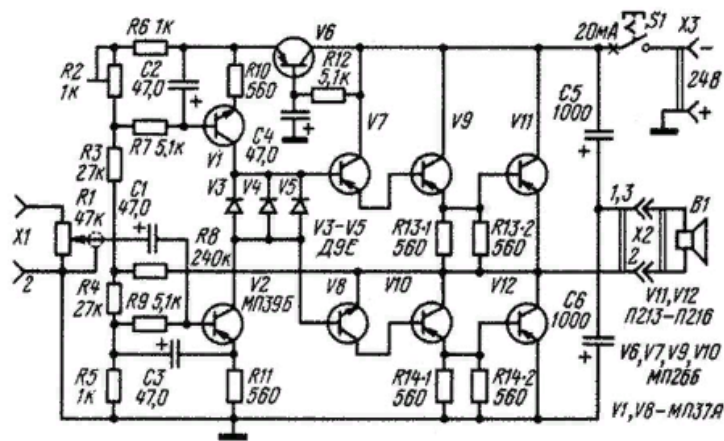 R6 1к
V6
20мА
S1
X3
−
24В
+
R2
1к
C2
47,0
+
R10
560
R12
5,1к
+
V7
V9
V11
C5
1000
+
R7 5,1к
V1
C4
47,0
R3
27к
R1
47к
C1
47,0
+
V3
V4
V5
V3–V5
Д9Е
R13-1
560
R13-2
560
1,3
X2
2
B1
X1
2
R8
240к
R4
27к
R9 5,1к
V2
МП39Б
V8
V10
V12
C6
1000
+
V11, V12
П213–П216
R5
1к
+
C3
47,0
R11
560
R14-1
560
R14-2
560
V6, V7, V9, V10
МП26Б
V1, V8–МП37А